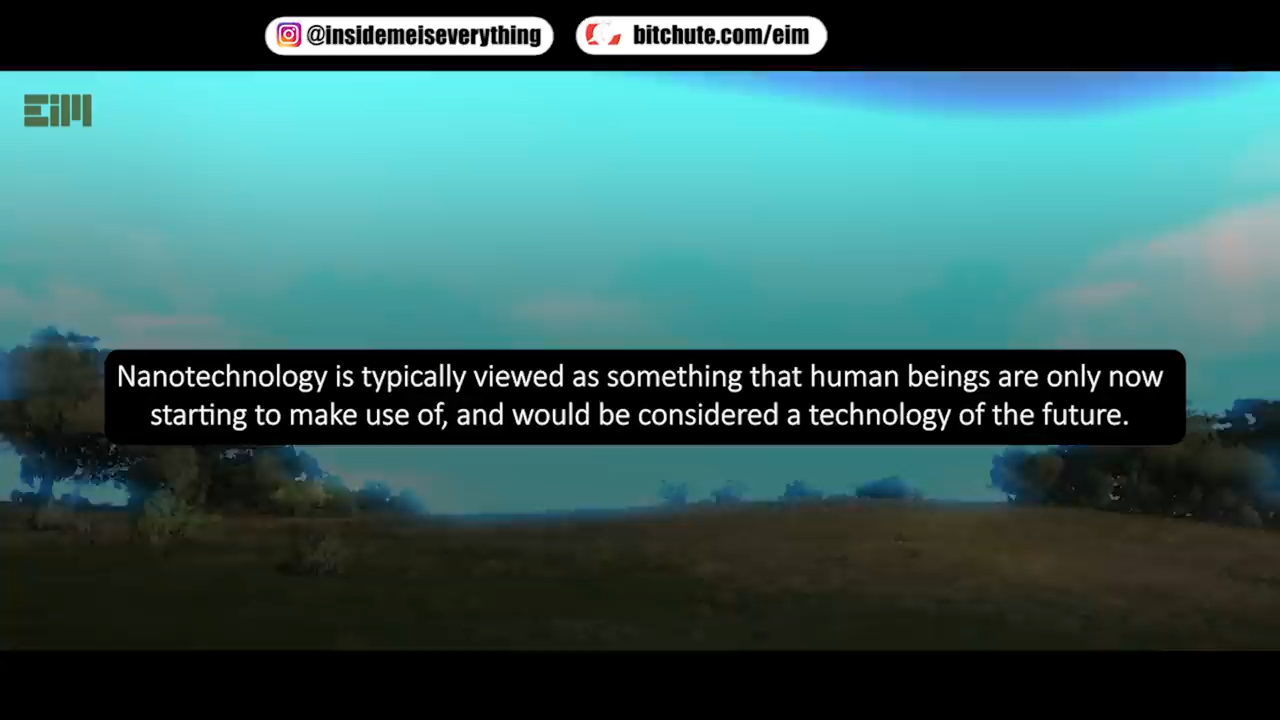 @insidemeiseverything
bitchute.com/eim
EiM
Nanotechnology is typically viewed as something that human beings are only now
starting to make use of, and would be considered a technology of the future.